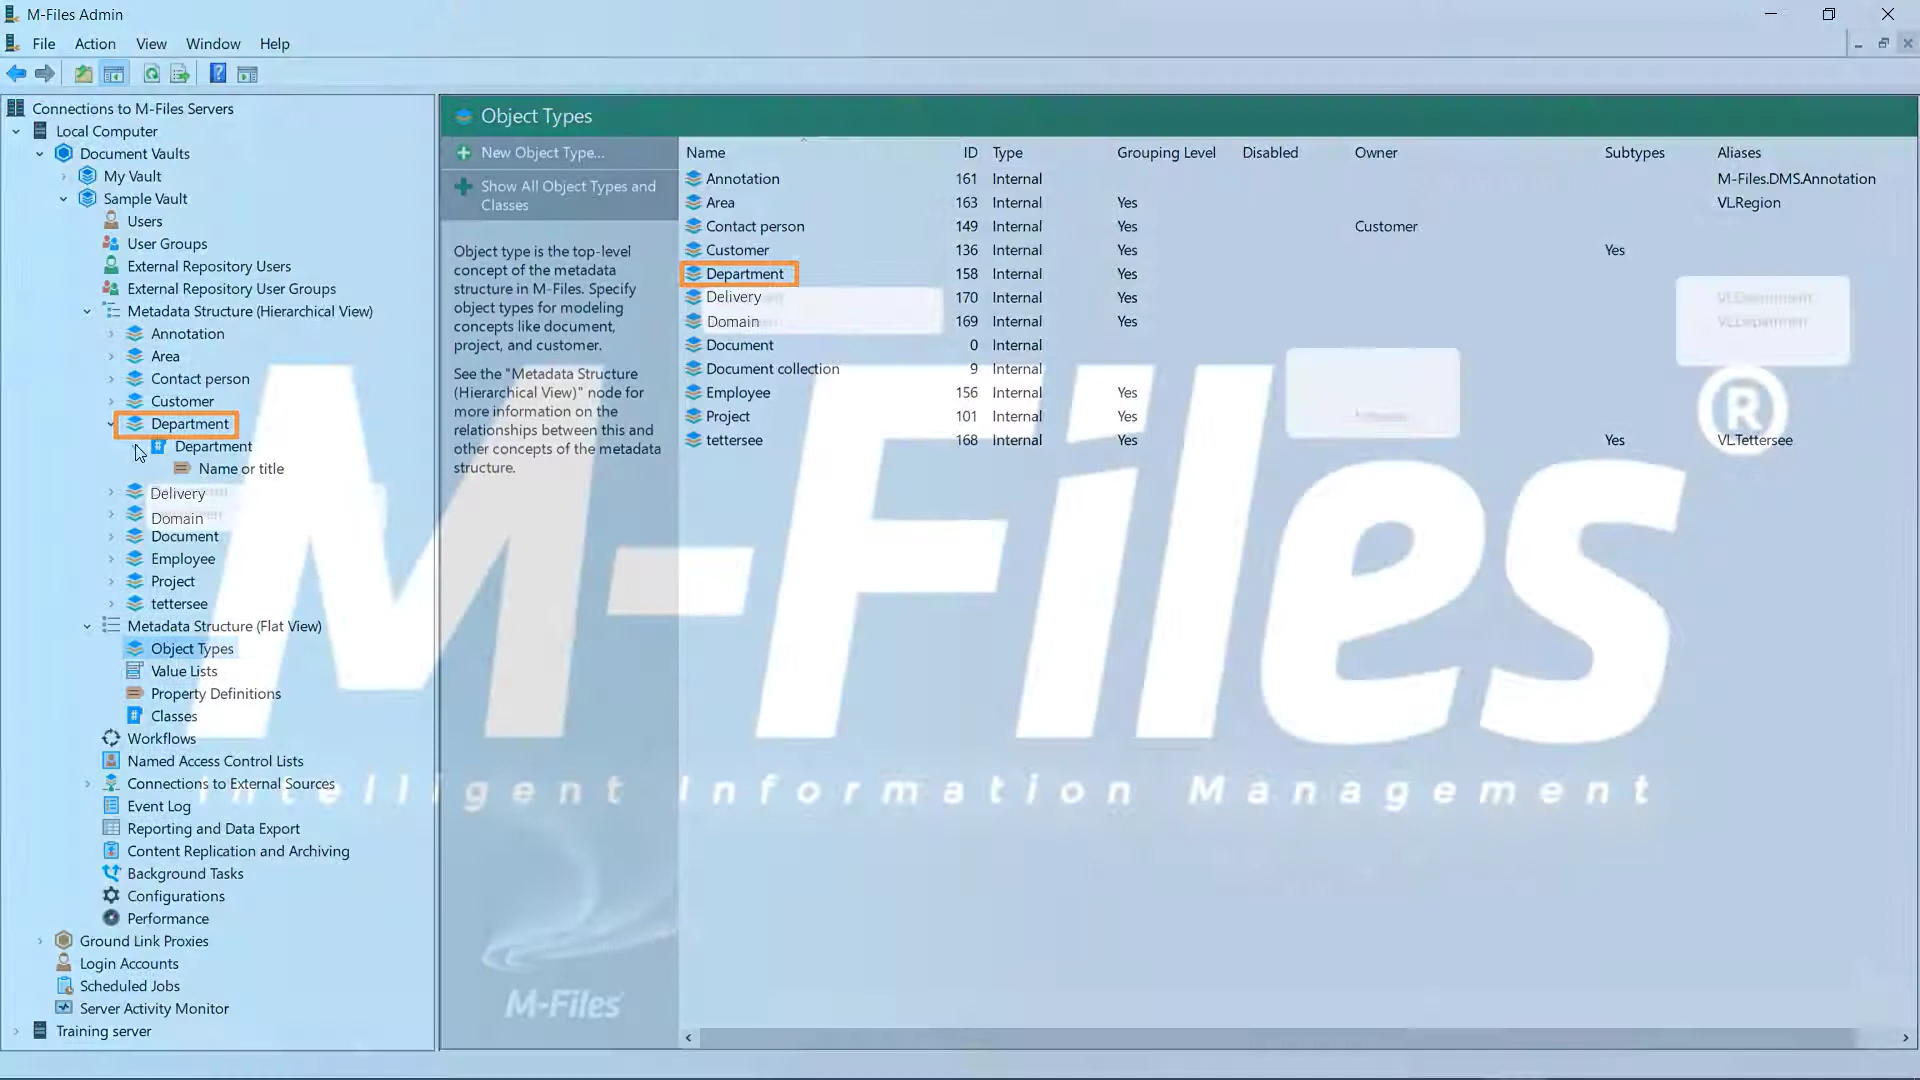 M-Files Admin
File Action View Window Help
Connections to M-Files Servers
Local Computer
Document Vaults
My Vault
Sample Vault
Users
User Groups
External Repository Users
External Repository User Groups
Metadata Structure (Hierarchical View)
Annotation
Area
Contact person
Customer
Department
Department
Name or title
Delivery
Domain
Document
Employee
Project
tettersee
Metadata Structure (Flat View)
Object Types
Value Lists
Property Definitions
Classes
Workflows
Named Access Control Lists
Connections to External Sources
Event Log
Reporting and Data Export
Content Replication and Archiving
Background Tasks
Configurations
Performance
Ground Link Proxies
Login Accounts
Scheduled Jobs
Server Activity Monitor
Training server
Object Types
New Object Type...
Show All Object Types and
Classes
Object type is the top-level
concept of the metadata
structure in M-Files. Specify
object types for modeling
concepts like document,
project, and customer.
See the "Metadata Structure
(Hierarchical View)" node for
more information on the
relationships between this and
other concepts of the metadata
structure.
M-Files
Name ID Type Grouping Level Disabled Owner Subtypes Aliases
Annotation 161 Internal M-Files.DMS.Annotation
Area 163 Internal Yes VL.Region
Contact person 149 Internal Yes Customer
Customer 136 Internal Yes Yes
Department 158 Internal Yes
Delivery 170 Internal Yes
Domain 169 Internal Yes
Document 0 Internal
Document collection 9 Internal
Employee 156 Internal Yes
Project 101 Internal Yes
tettersee 168 Internal Yes Yes VL.Tettersee
M-Files®
Intelligent Information Management